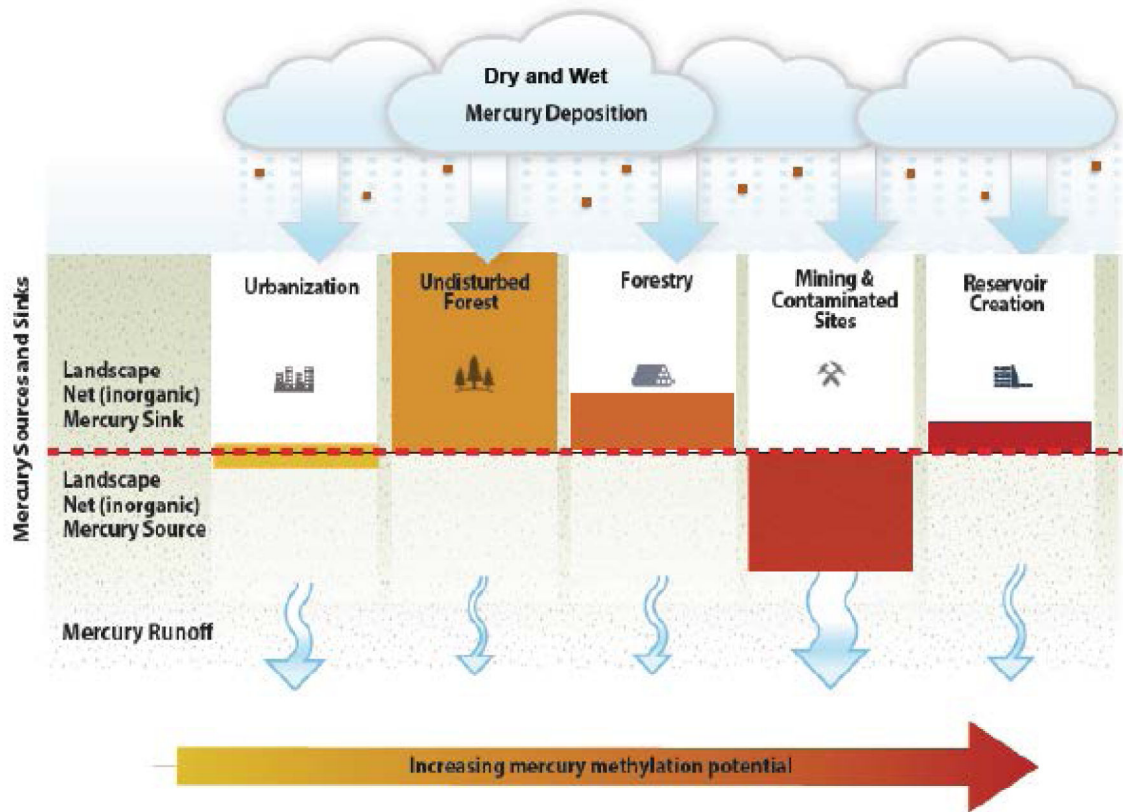 Dry and Wet
Mercury Deposition
Urbanization
Undisturbed
Forest
Forestry
Mining &
Contaminated
Sites
Reservoir
Creation
Mercury Sources and Sinks
Landscape
Net (inorganic)
Mercury Sink
Landscape
Net (inorganic)
Mercury Source
Mercury Runoff
Increasing mercury methylation potential